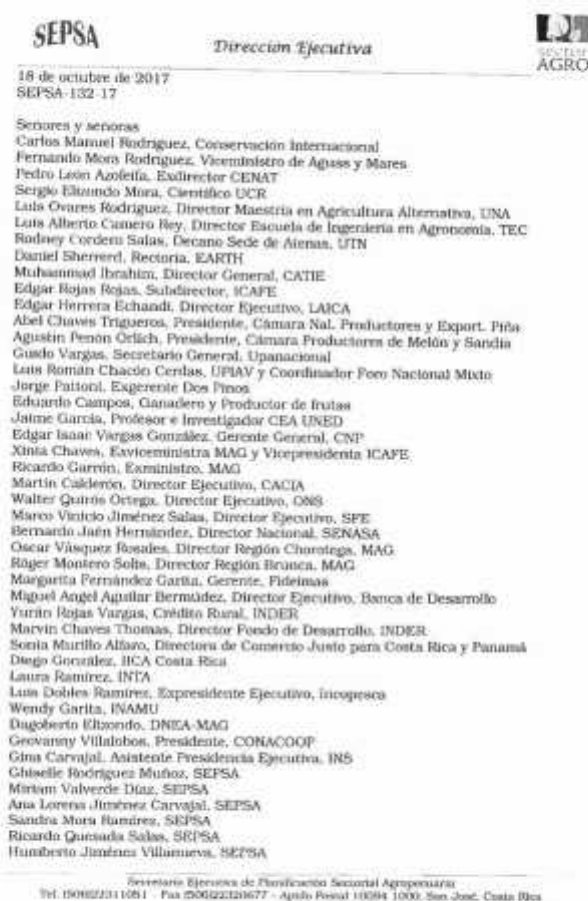 SEPSA
Dirección Ejecutiva
SECTOR
AGRO
18 de octubre de 2017
SEPSA-132-17
Señores y señoras
Carlos Manuel Rodríguez, Conservación Internacional
Fernando Mora Rodríguez, Viceministro de Aguas y Mares
Pedro León Azofeifa, Exdirector CENAT
Sergio Elizondo Mora, Científico UCR
Luis Ovares Rodríguez, Director Maestría en Agricultura Alternativa, UNA
Luis Alberto Camero Rey, Director Escuela de Ingeniería en Agronomía, TEC
Rodney Cordero Salas, Decano Sede de Atenas, UTN
Daniel Sherrerd, Rectoría, EARTH
Muhammad Ibrahim, Director General, CATIE
Edgar Rojas Rojas, Subdirector, ICAFE
Edgar Herrera Echandi, Director Ejecutivo, LAICA
Abel Chaves Trigueros, Presidente, Cámara Nal. Productores y Export. Piña
Agustín Penón Orlich, Presidente, Cámara Productores de Melón y Sandía
Guido Vargas, Secretario General, Upanacional
Luis Román Chacón Cerdas, UPIAV y Coordinador Foro Nacional Mixto
Jorge Pattoni, Exgerente Dos Pinos
Eduardo Campos, Ganadero y Productor de frutas
Jaime García, Profesor e Investigador CEA UNED
Edgar Isaac Vargas González, Gerente General, CNP
Xinia Chaves, Exviceministra MAG y Vicepresidenta ICAFE
Ricardo Garrón, Exministro, MAG
Martín Calderón, Director Ejecutivo, CACIA
Walter Quirós Ortega, Director Ejecutivo, ONS
Marco Vinicio Jiménez Salas, Director Ejecutivo, SFE
Bernardo Jaén Hernández, Director Nacional, SENASA
Oscar Vásquez Rosales, Director Región Chorotega, MAG
Róger Montero Solís, Director Región Brunca, MAG
Margarita Fernández Garita, Gerente, Fideimas
Miguel Angel Aguilar Bermúdez, Director Ejecutivo, Banca de Desarrollo
Yurán Rojas Vargas, Crédito Rural, INDER
Marvin Chaves Thomas, Director Fondo de Desarrollo, INDER
Sonia Murillo Alfaro, Directora de Comercio Justo para Costa Rica y Panamá
Diego González, IICA Costa Rica
Laura Ramírez, INTA
Luis Dobles Ramírez, Expresidente Ejecutivo, Incopesca
Wendy Garita, INAMU
Dagoberto Elizondo, DNEA-MAG
Geovanny Villalobos, Presidente, CONACOOP
Gina Carvajal, Asistente Presidencia Ejecutiva, INS
Ghiselle Rodríguez Muñoz, SEPSA
Miriam Valverde Díaz, SEPSA
Ana Lorena Jiménez Carvajal, SEPSA
Sandra Mora Ramírez, SEPSA
Ricardo Quesada Salas, SEPSA
Humberto Jiménez Villanueva, SEPSA
Secretaría Ejecutiva de Planificación Sectorial Agropecuaria
Tel. (506)22311051 - Fax (506)22320677 - Aptdo Postal 10094 1000, San José, Costa Rica